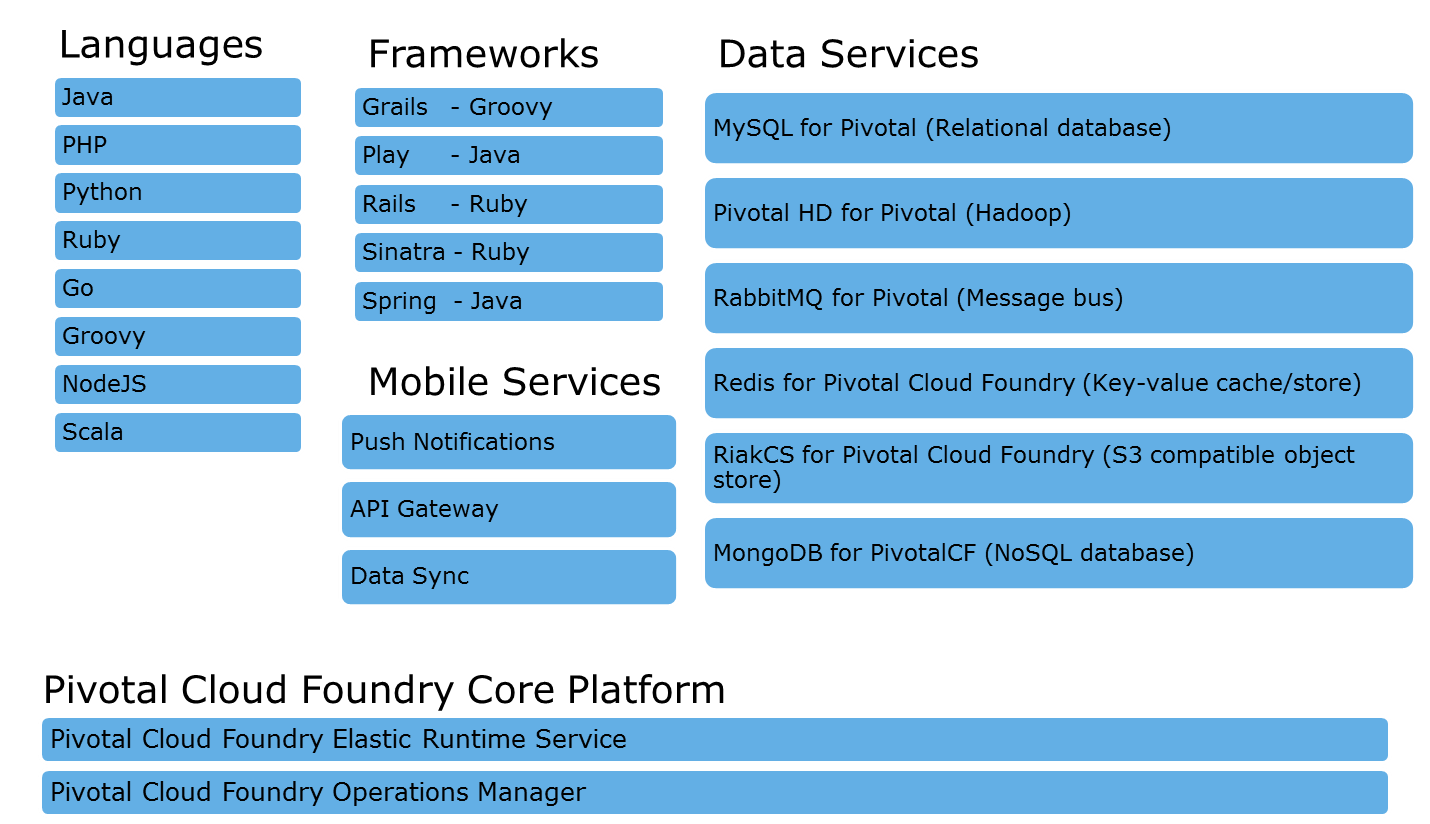 Languages
Java
PHP
Python
Ruby
Go
Groovy
NodeJS
Scala
Frameworks
Grails - Groovy
Play - Java
Rails - Ruby
Sinatra - Ruby
Spring - Java
Mobile Services
Push Notifications
API Gateway
Data Sync
Data Services
MySQL for Pivotal (Relational database)
Pivotal HD for Pivotal (Hadoop)
RabbitMQ for Pivotal (Message bus)
Redis for Pivotal Cloud Foundry (Key-value cache/store)
RiakCS for Pivotal Cloud Foundry (S3 compatible object
store)
MongoDB for PivotalCF (NoSQL database)
Pivotal Cloud Foundry Core Platform
Pivotal Cloud Foundry Elastic Runtime Service
Pivotal Cloud Foundry Operations Manager